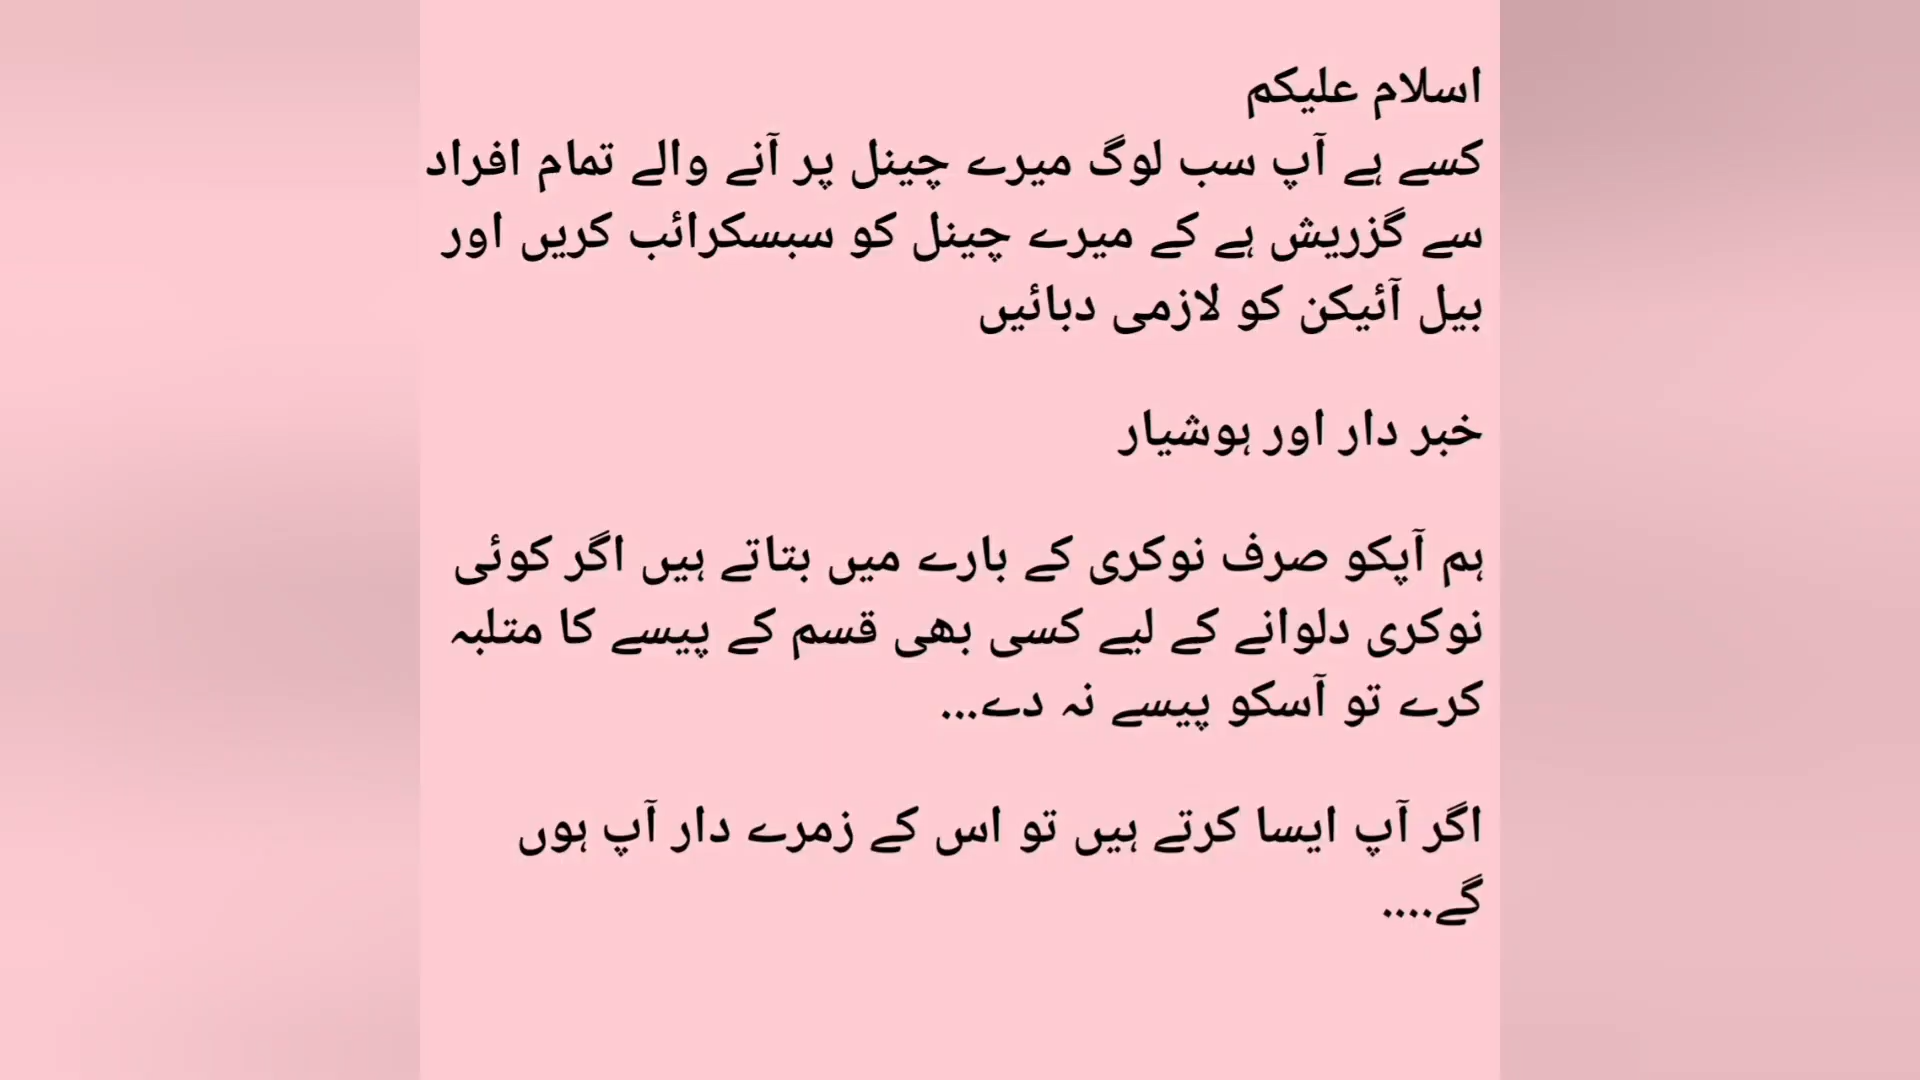 اسلام علیکم
کسے ہے آپ سب لوگ میرے چینل پر آنے والے تمام افراد
سے گزریش ہے کے میرے چینل کو سبسکرائب کریں اور
بیل آئیکن کو لازمی دبائیں
خبر دار اور ہوشیار
ہم آپکو صرف نوکری کے بارے میں بتاتے ہیں اگر کوئی
نوکری دلوانے کے لیے کسی بھی قسم کے پیسے کا متلبہ
کرے تو آسکو پیسے نہ دے...
اگر آپ ایسا کرتے ہیں تو اس کے زمرے دار آپ ہوں
گے....